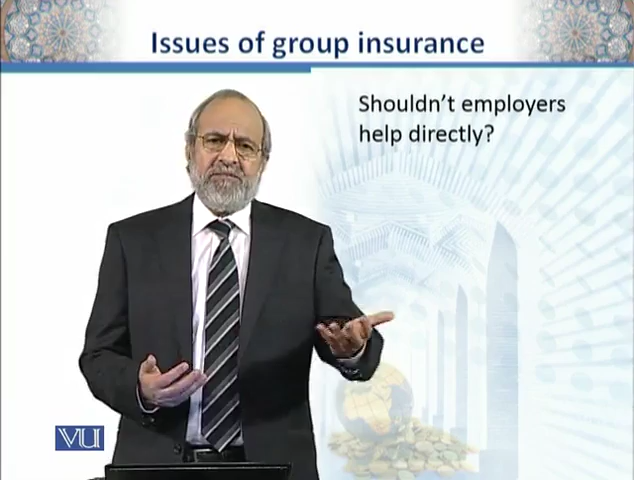 Issues of group insurance
Shouldn't employers
help directly?
VU